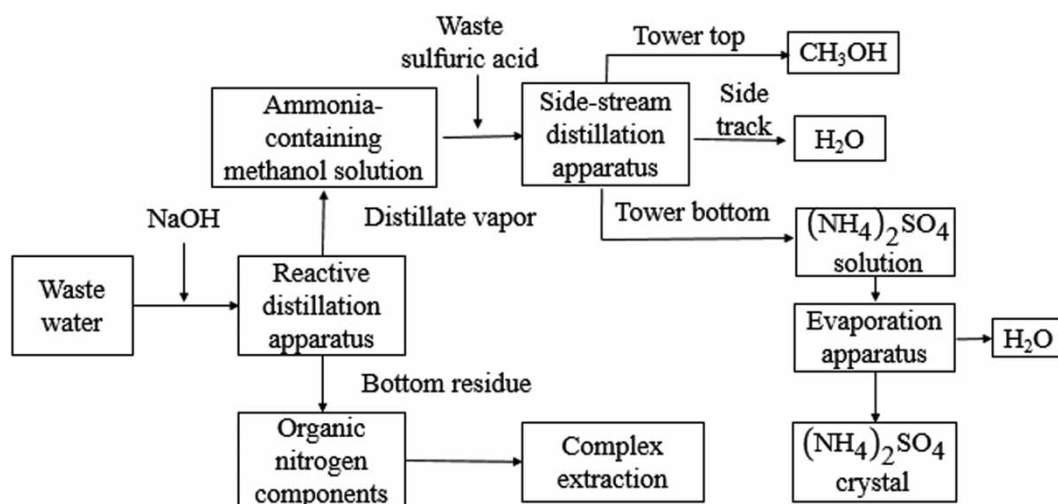 Waste
sulfuric acid
Tower top
CH₃OH
Ammonia-
containing
methanol solution
Side-stream
distillation
apparatus
Side
track
H₂O
NaOH
Distillate vapor
Tower bottom
(NH₄)₂SO₄
solution
Waste
water
Reactive
distillation
apparatus
Evaporation
apparatus
H₂O
Bottom residue
Organic
nitrogen
components
Complex
extraction
(NH₄)₂SO₄
crystal